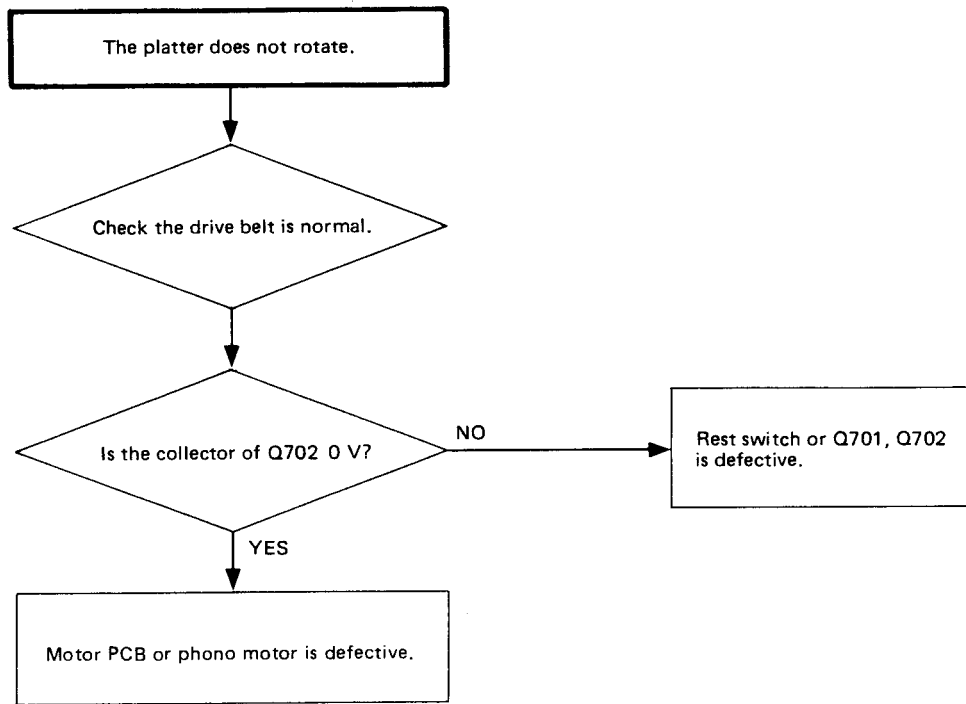 The platter does not rotate.
Check the drive belt is normal.
Is the collector of Q702 0 V?
NO
Rest switch or Q701, Q702
is defective.
YES
Motor PCB or phono motor is defective.